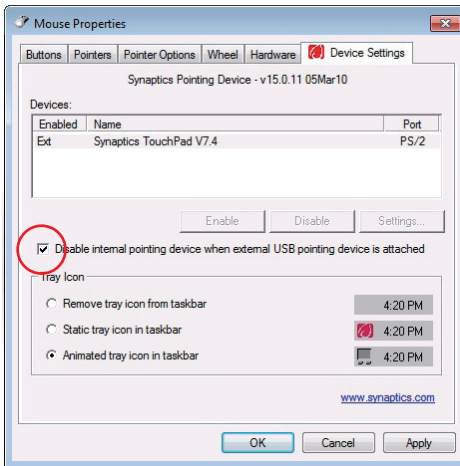 Mouse Properties
Buttons Pointers Pointer Options Wheel Hardware Device Settings
Synaptics Pointing Device - v15.0.11 05Mar10
Devices:
Enabled Name Port
Ext Synaptics TouchPad V7.4 PS/2
Enable Disable Settings...
Disable internal pointing device when external USB pointing device is attached
Tray Icon
Remove tray icon from taskbar 4:20 PM
Static tray icon in taskbar 4:20 PM
Animated tray icon in taskbar 4:20 PM
www.synaptics.com
OK Cancel Apply